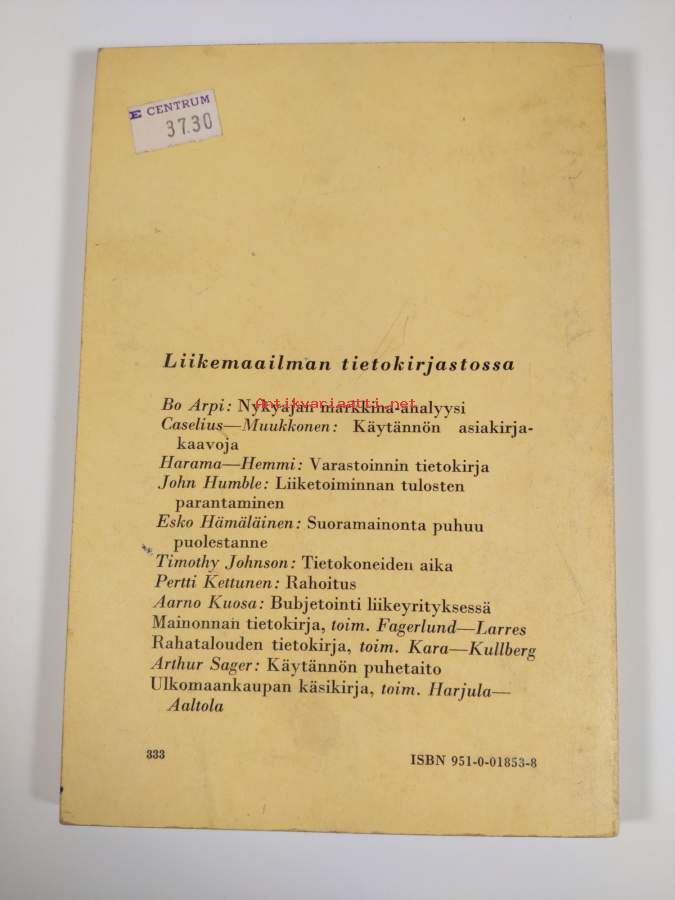 E CENTRUM
37.30
Liikemaailman tietokirjastossa
Antikvariaatti.net
Bo Arpi: Nykyajan markkina-analyysi
Caselius—Muukkonen: Käytännön asiakirja-
kaavoja
Harama—Hemmi: Varastoinnin tietokirja
John Humble: Liiketoiminnan tulosten
parantaminen
Esko Hämäläinen: Suoramainonta puhuu
puolestanne
Timothy Johnson: Tietokoneiden aika
Pertti Kettunen: Rahoitus
Aarno Kuosa: Bubjetointi liikeyrityksessä
Mainonnan tietokirja, toim. Fagerlund—Larres
Rahatalouden tietokirja, toim. Kara—Kullberg
Arthur Sager: Käytännön puhetaito
Ulkomaankaupan käsikirja, toim. Harjula—
Aaltola
333
ISBN 951-0-01853-8